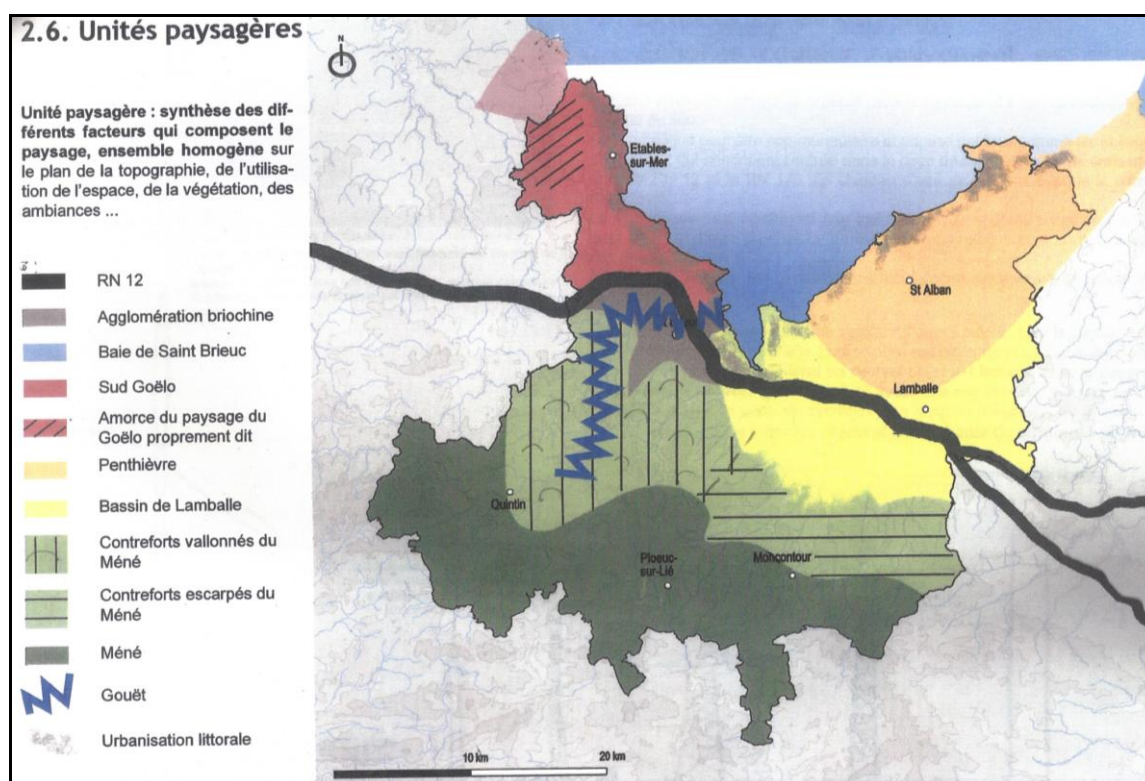 2.6. Unités paysagères
Unité paysagère : synthèse des dif-
férents facteurs qui composent le
paysage, ensemble homogène sur
le plan de la topographie, de l'utilisa-
tion de l'espace, de la végétation, des
ambiances ...
RN 12
Agglomération briochine
Baie de Saint Brieuc
Sud Goëlo
Amorce du paysage du
Goëlo proprement dit
Penthièvre
Bassin de Lamballe
Contreforts vallonnés du
Méné
Contreforts escarpés du
Méné
Méné
Gouët
Urbanisation littorale
N
Etables-
sur-Mer
St Alban
Lamballe
Quintin
Ploeuc-
sur-Lié
Moncontour
10 km
20 km